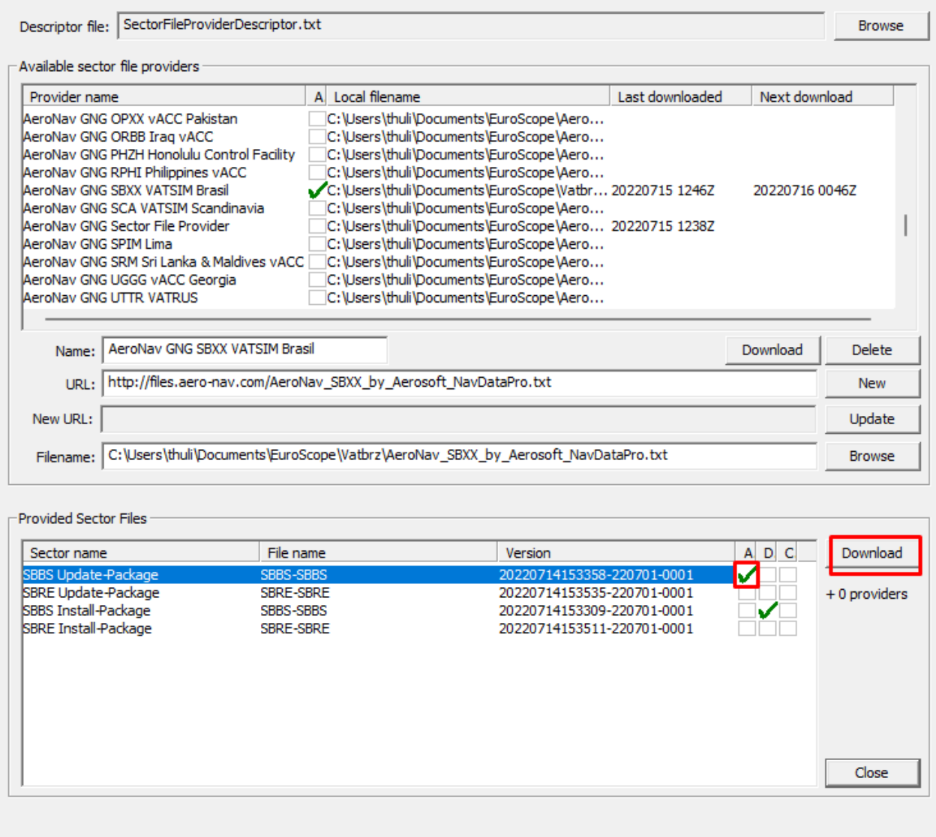 Descriptor file: SectorFileProviderDescriptor.txt Browse
Available sector file providers
Provider name A Local filename Last downloaded Next download
AeroNav GNG OPXX vACC Pakistan C:\Users\thuli\Documents\EuroScope\Aero...
AeroNav GNG ORBB Iraq vACC C:\Users\thuli\Documents\EuroScope\Aero...
AeroNav GNG PHZH Honolulu Control Facility C:\Users\thuli\Documents\EuroScope\Aero...
AeroNav GNG RPHI Philippines vACC C:\Users\thuli\Documents\EuroScope\Aero...
AeroNav GNG SBXX VATSIM Brasil C:\Users\thuli\Documents\EuroScope\Vatbr... 20220715 1246Z 20220716 0046Z
AeroNav GNG SCA VATSIM Scandinavia C:\Users\thuli\Documents\EuroScope\Aero...
AeroNav GNG Sector File Provider C:\Users\thuli\Documents\EuroScope\Aero... 20220715 1238Z
AeroNav GNG SPIM Lima C:\Users\thuli\Documents\EuroScope\Aero...
AeroNav GNG SRM Sri Lanka & Maldives vACC C:\Users\thuli\Documents\EuroScope\Aero...
AeroNav GNG UGGG vACC Georgia C:\Users\thuli\Documents\EuroScope\Aero...
AeroNav GNG UTTR VATRUS C:\Users\thuli\Documents\EuroScope\Aero...
Name: AeroNav GNG SBXX VATSIM Brasil Download Delete
URL: http://files.aero-nav.com/AeroNav_SBXX_by_Aerosoft_NavDataPro.txt New
New URL: Update
Filename: C:\Users\thuli\Documents\EuroScope\Vatbrz\AeroNav_SBXX_by_Aerosoft_NavDataPro.txt Browse
Provided Sector Files
Sector name File name Version A D C Download
SBBS Update-Package SBBS-SBBS 20220714153358-220701-0001
SBRE Update-Package SBRE-SBRE 20220714153535-220701-0001 + 0 providers
SBBS Install-Package SBBS-SBBS 20220714153309-220701-0001
SBRE Install-Package SBRE-SBRE 20220714153511-220701-0001
Close